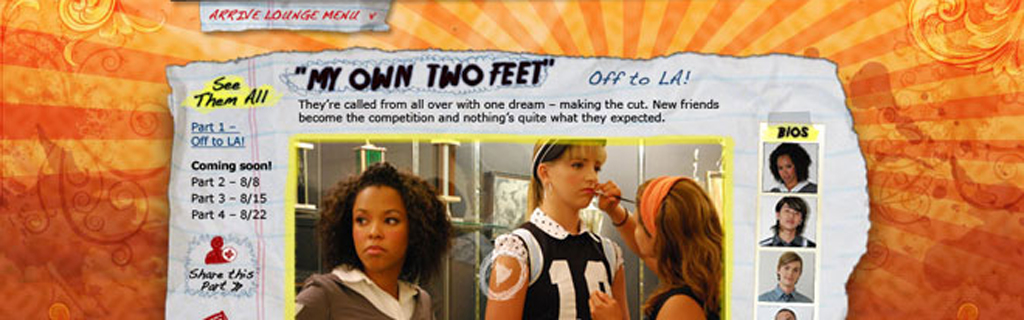 ARRIVE LOUNGE MENU v
See
Them All
Part 1 –
Off to LA!
Coming soon!
Part 2 – 8/8
Part 3 – 8/15
Part 4 – 8/22
Share this
Part »
"MY OWN TWO FEET"
Off to LA!
They're called from all over with one dream – making the cut. New friends
become the competition and nothing's quite what they expected.
10
BIOS